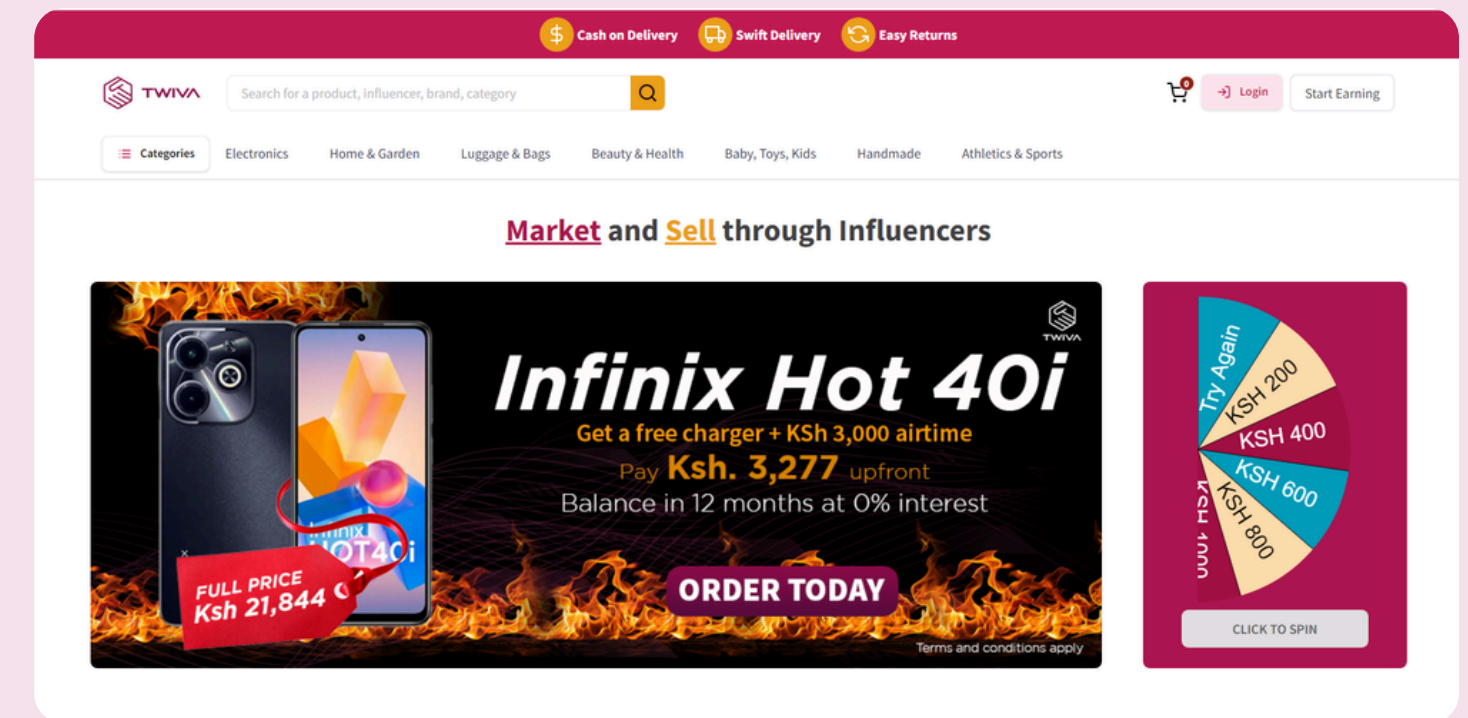 Cash on Delivery Swift Delivery Easy Returns
TWIVA
Search for a product, influencer, brand, category
0
Login
Start Earning
Categories Electronics Home & Garden Luggage & Bags Beauty & Health Baby, Toys, Kids Handmade Athletics & Sports
Market and Sell through Influencers
TWIVA
Infinix Hot 40i
Get a free charger + KSh 3,000 airtime
Pay Ksh. 3,277 upfront
Balance in 12 months at 0% interest
ORDER TODAY
Terms and conditions apply
Infinix
HOT40i
FULL PRICE
Ksh 21,844
Try Again
KSH 200
KSH 400
KSH 600
KSH 800
KSH 1000
CLICK TO SPIN